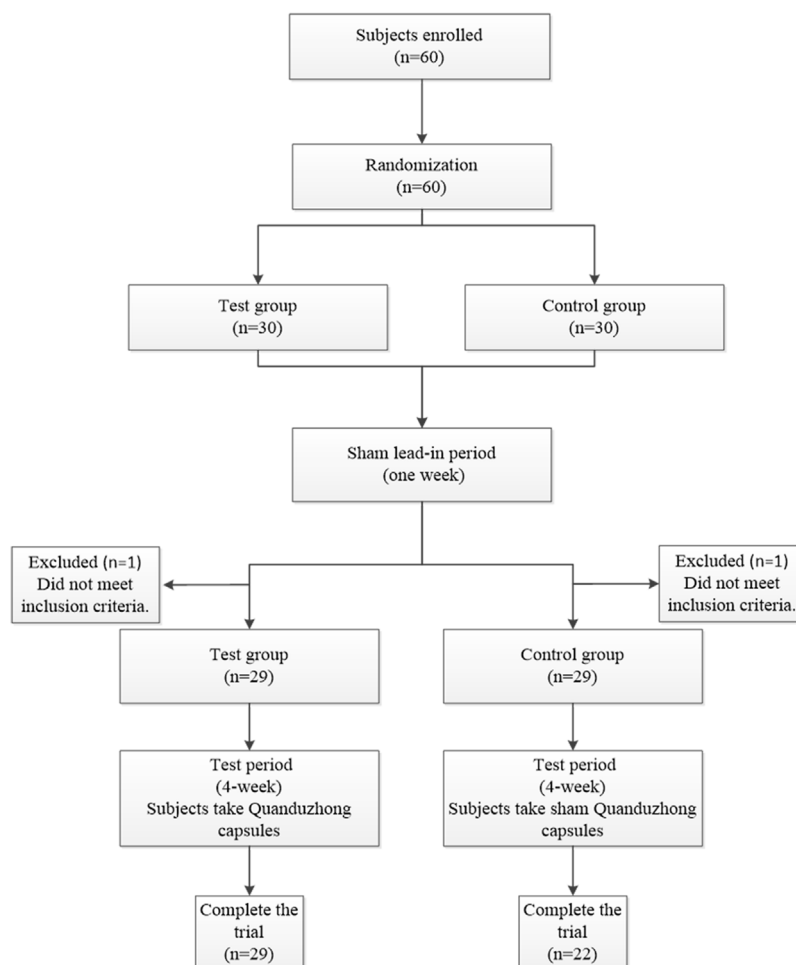 Subjects enrolled
(n=60)
Randomization
(n=60)
Test group
(n=30)
Control group
(n=30)
Sham lead-in period
(one week)
Excluded (n=1)
Did not meet
inclusion criteria.
Excluded (n=1)
Did not meet
inclusion criteria.
Test group
(n=29)
Control group
(n=29)
Test period
(4-week)
Subjects take Quanduzhong
capsules
Test period
(4-week)
Subjects take sham Quanduzhong
capsules
Complete the
trial
(n=29)
Complete the
trial
(n=22)